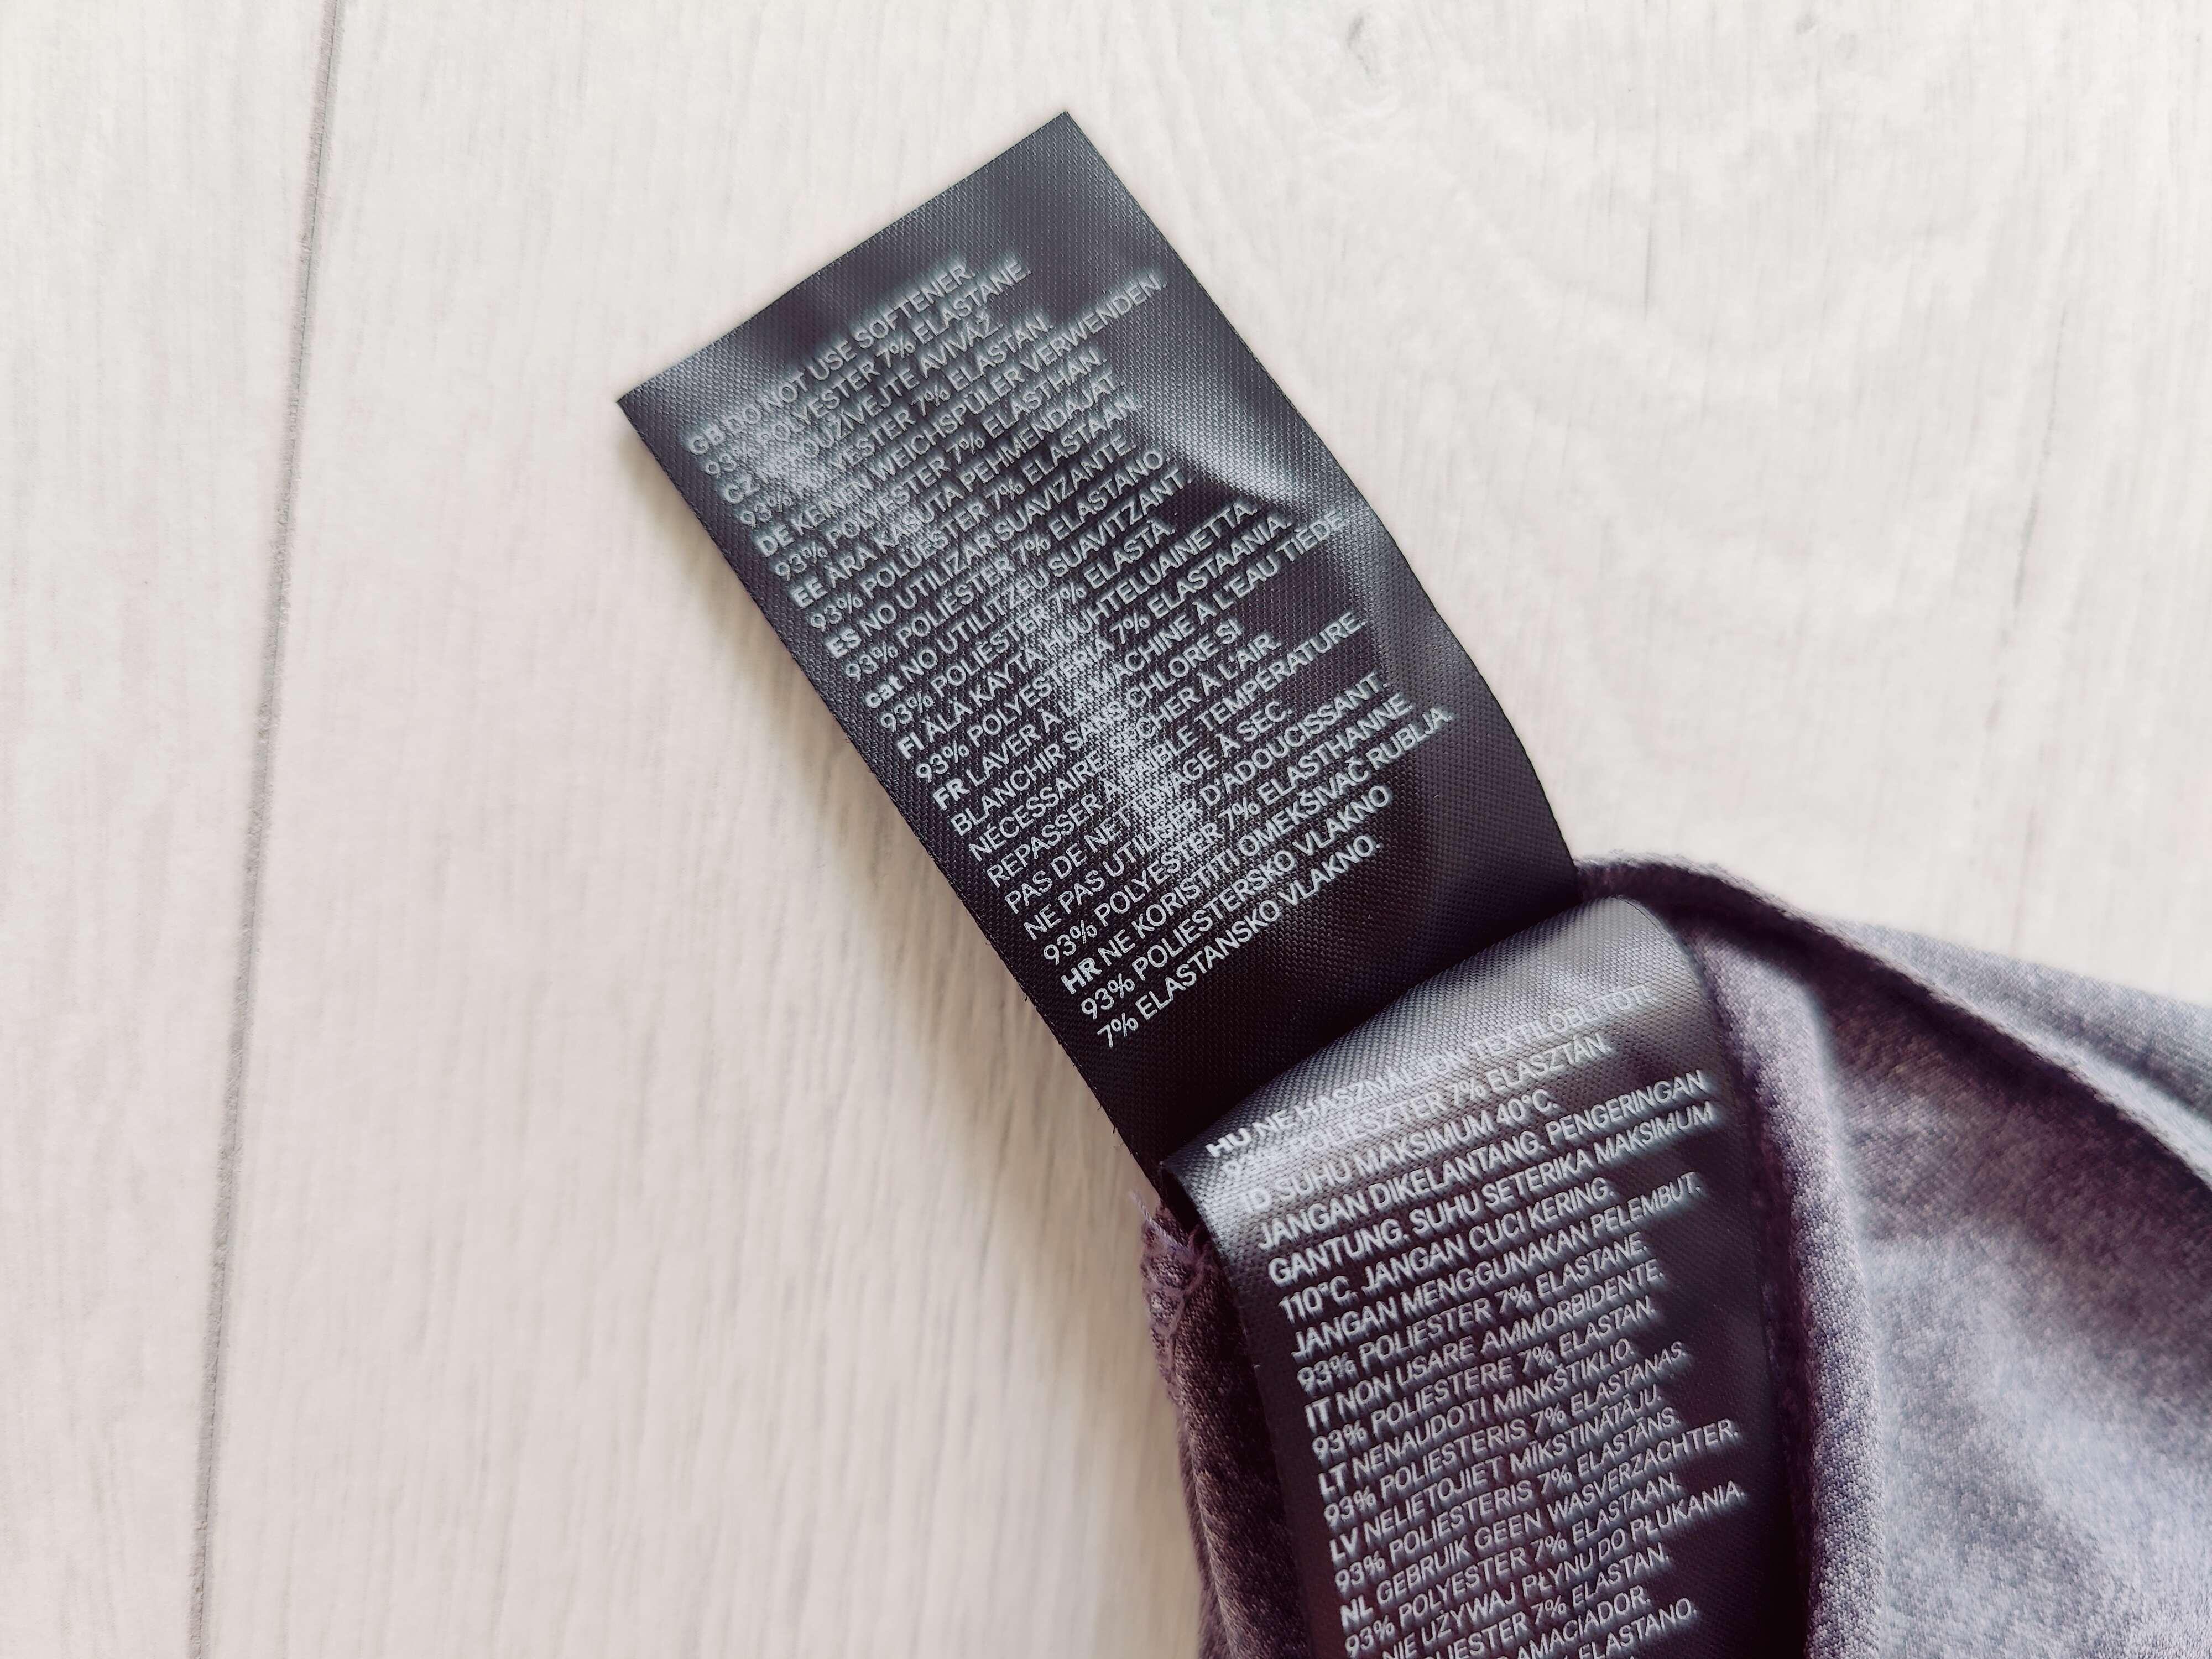 GB DO NOT USE SOFTENER.
93% POLYESTER 7% ELASTANE.
CZ NEPOUŽÍVEJTE AVIVÁŽ.
93% POLYESTER 7% ELASTAN.
DE KEINEN WEICHSPÜLER VERWENDEN.
93% POLYESTER 7% ELASTHAN.
EE ÄRA KASUTA PEHMENDAJAT.
93% POLÜESTER 7% ELASTAAN.
ES NO UTILIZAR SUAVIZANTE
93% POLIÉSTER 7% ELASTANO.
cat NO UTILITZEU SUAVITZANT.
93% POLIÈSTER 7% ELASTÀ.
FI ÄLÄ KÄYTÄ HUUHTELUAINETTA
93% POLYESTERIÄ 7% ELASTAANIA.
FR LAVER À LA MACHINE À L'EAU TIÈDE.
BLANCHIR SANS CHLORE SI
NÉCESSAIRE. SÉCHER À L'AIR.
REPASSER À FAIBLE TEMPÉRATURE.
PAS DE NETTOYAGE À SEC.
NE PAS UTILISER D'ADOUCISSANT.
93% POLYESTER 7% ELASTHANNE
HR NE KORISTITI OMEKŠIVAČ RUBLJA
93% POLIESTERSKO VLAKNO
7% ELASTANSKO VLAKNO.
HU NE HASZNÁLJON TEXTILÖBLÍTŐT!
93% POLIÉSZTER 7% ELASZTÁN.
ID SUHU MAKSIMUM 40°C.
JANGAN DIKELANTANG. PENGERINGAN
GANTUNG. SUHU SETERIKA MAKSIMUM
110°C. JANGAN CUCI KERING.
JANGAN MENGGUNAKAN PELEMBUT.
93% POLIESTER 7% ELASTANE.
IT NON USARE AMMORBIDENTE.
93% POLIESTERE 7% ELASTAN.
LT NENAUDOTI MINKŠTIKLIO.
93% POLIESTERIS 7% ELASTANAS.
LV NELIETOJIET MĪKSTINĀTĀJU.
93% POLIESTERIS 7% ELASTĀNS.
NL GEBRUIK GEEN WASVERZACHTER.
93% POLYESTER 7% ELASTAAN.
NIE UŻYWAJ PŁYNU DO PŁUKANIA.
7% ELASTAN.
AMACIADOR.
ELASTANO.